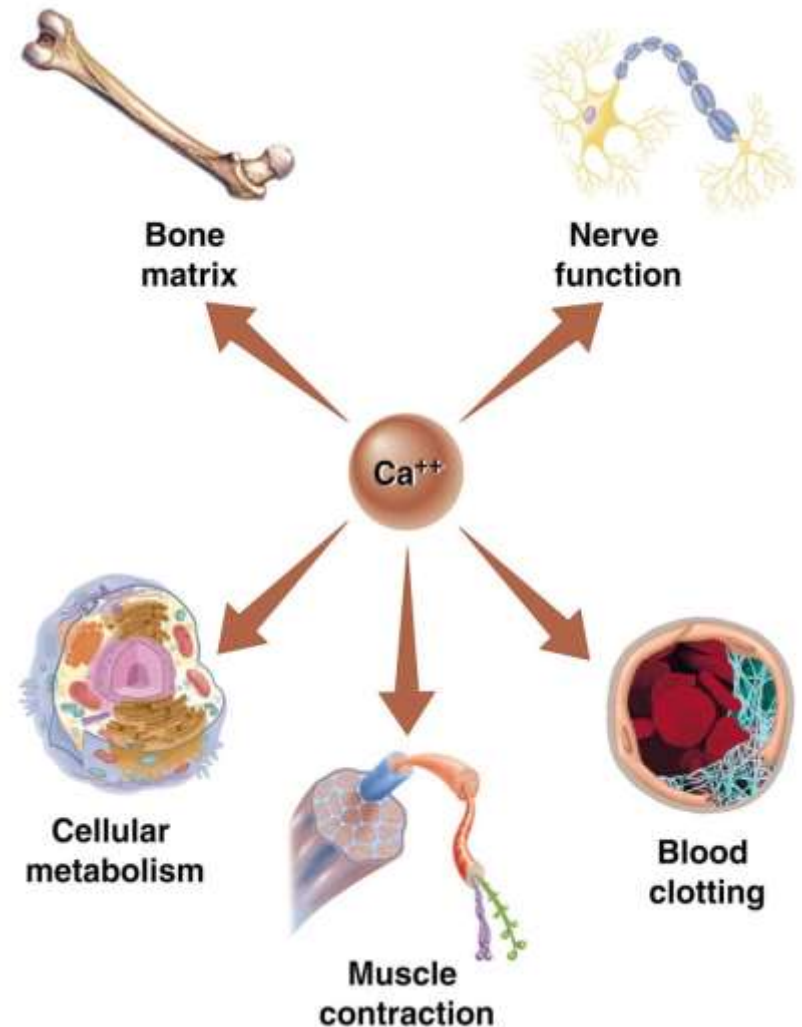 Bone
matrix
Nerve
function
Ca++
Cellular
metabolism
Muscle
contraction
Blood
clotting